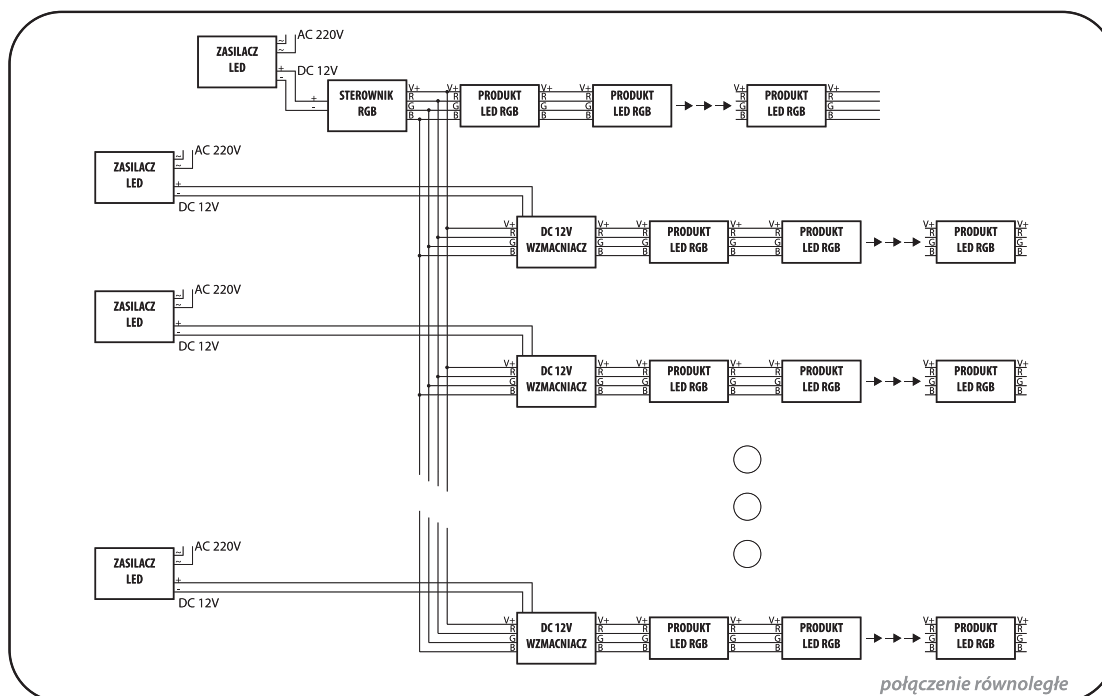 AC 220V
ZASILACZ
LED
~
~
+
-
DC 12V
+
-
STEROWNIK
RGB
V+ V+
R R
G G
B B
PRODUKT
LED RGB
V+ V+
R R
G G
B B
PRODUKT
LED RGB
V+
R
G
B
PRODUKT
LED RGB
V+
R
G
B
AC 220V
ZASILACZ
LED
~
~
+
-
DC 12V
V+
R
G
B
DC 12V
WZMACNIACZ
V+ V+
R R
G G
B B
PRODUKT
LED RGB
V+ V+
R R
G G
B B
PRODUKT
LED RGB
V+
R
G
B
PRODUKT
LED RGB
V+
R
G
B
AC 220V
ZASILACZ
LED
~
~
+
-
DC 12V
V+
R
G
B
DC 12V
WZMACNIACZ
V+ V+
R R
G G
B B
PRODUKT
LED RGB
V+ V+
R R
G G
B B
PRODUKT
LED RGB
V+
R
G
B
PRODUKT
LED RGB
V+
R
G
B
AC 220V
ZASILACZ
LED
~
~
+
-
DC 12V
V+
R
G
B
DC 12V
WZMACNIACZ
V+ V+
R R
G G
B B
PRODUKT
LED RGB
V+ V+
R R
G G
B B
PRODUKT
LED RGB
V+
R
G
B
PRODUKT
LED RGB
V+
R
G
B
połączenie równoległe